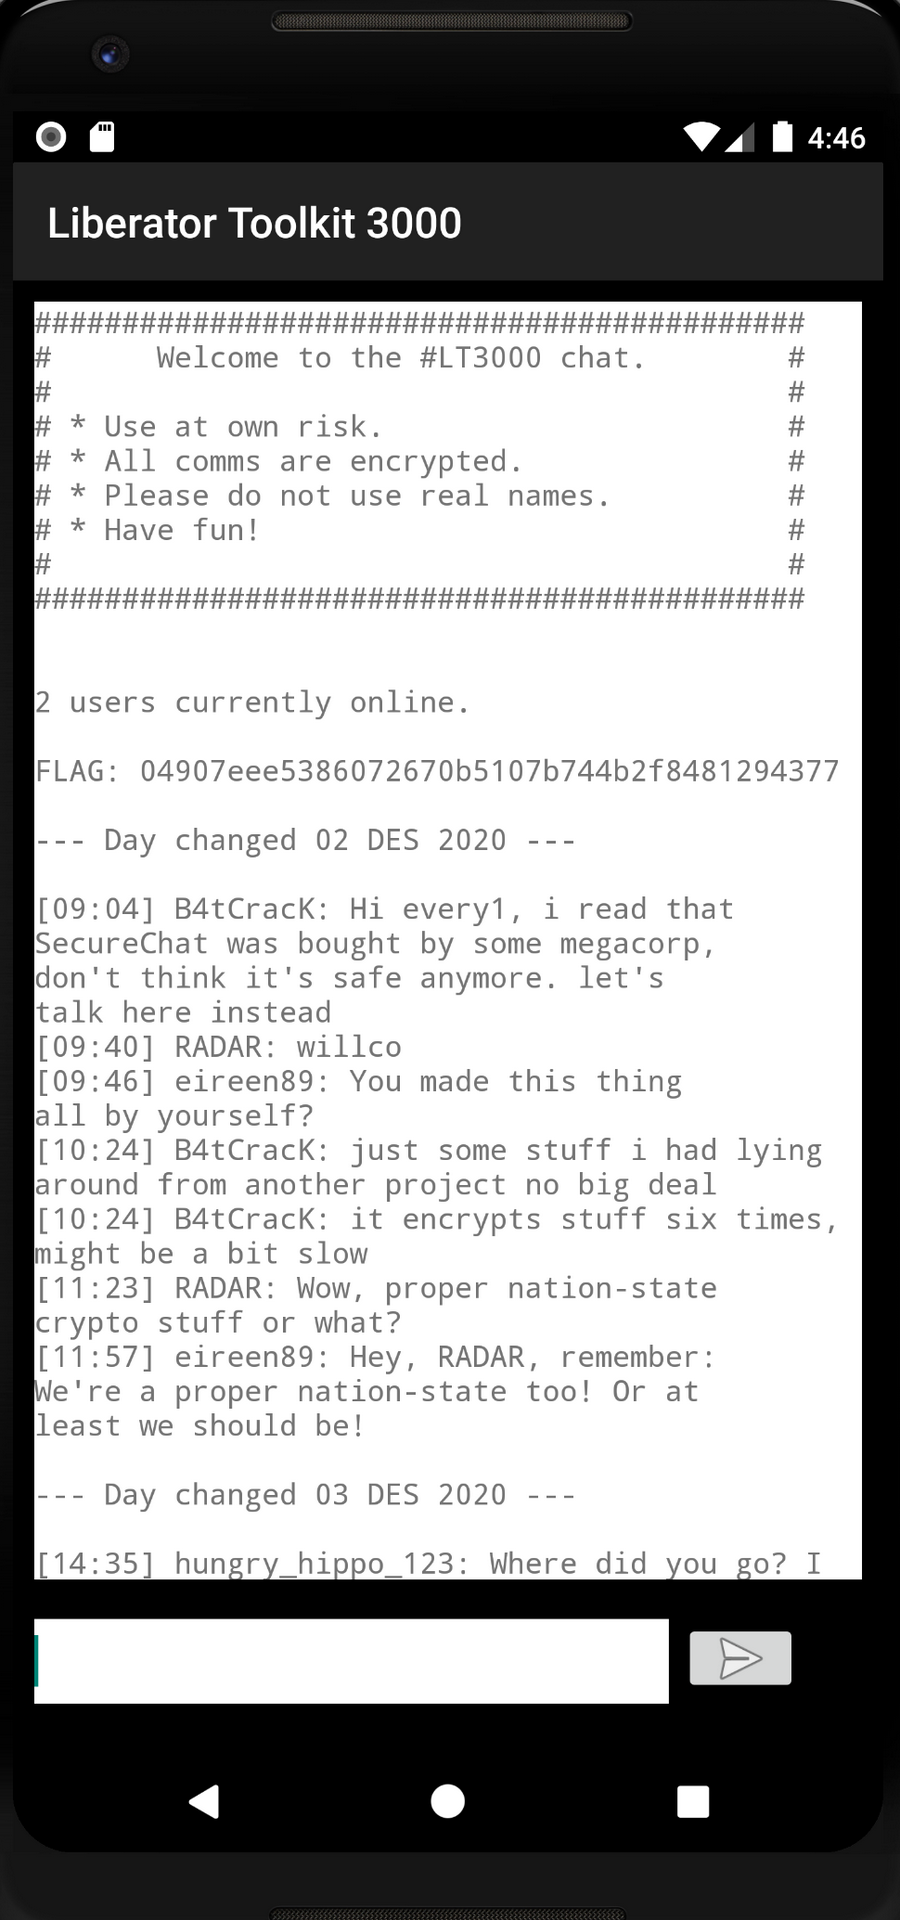 4:46
Liberator Toolkit 3000
############################################
#      Welcome to the #LT3000 chat.        #
#                                          #
# * Use at own risk.                       #
# * All comms are encrypted.               #
# * Please do not use real names.          #
# * Have fun!                              #
#                                          #
############################################
2 users currently online.
FLAG: 04907eee5386072670b5107b744b2f8481294377
--- Day changed 02 DES 2020 ---
[09:04] B4tCracK: Hi every1, i read that
SecureChat was bought by some megacorp,
don't think it's safe anymore. let's
talk here instead
[09:40] RADAR: willco
[09:46] eireen89: You made this thing
all by yourself?
[10:24] B4tCracK: just some stuff i had lying
around from another project no big deal
[10:24] B4tCracK: it encrypts stuff six times,
might be a bit slow
[11:23] RADAR: Wow, proper nation-state
crypto stuff or what?
[11:57] eireen89: Hey, RADAR, remember:
We're a proper nation-state too! Or at
least we should be!
--- Day changed 03 DES 2020 ---
[14:35] hungry_hippo_123: Where did you go? I